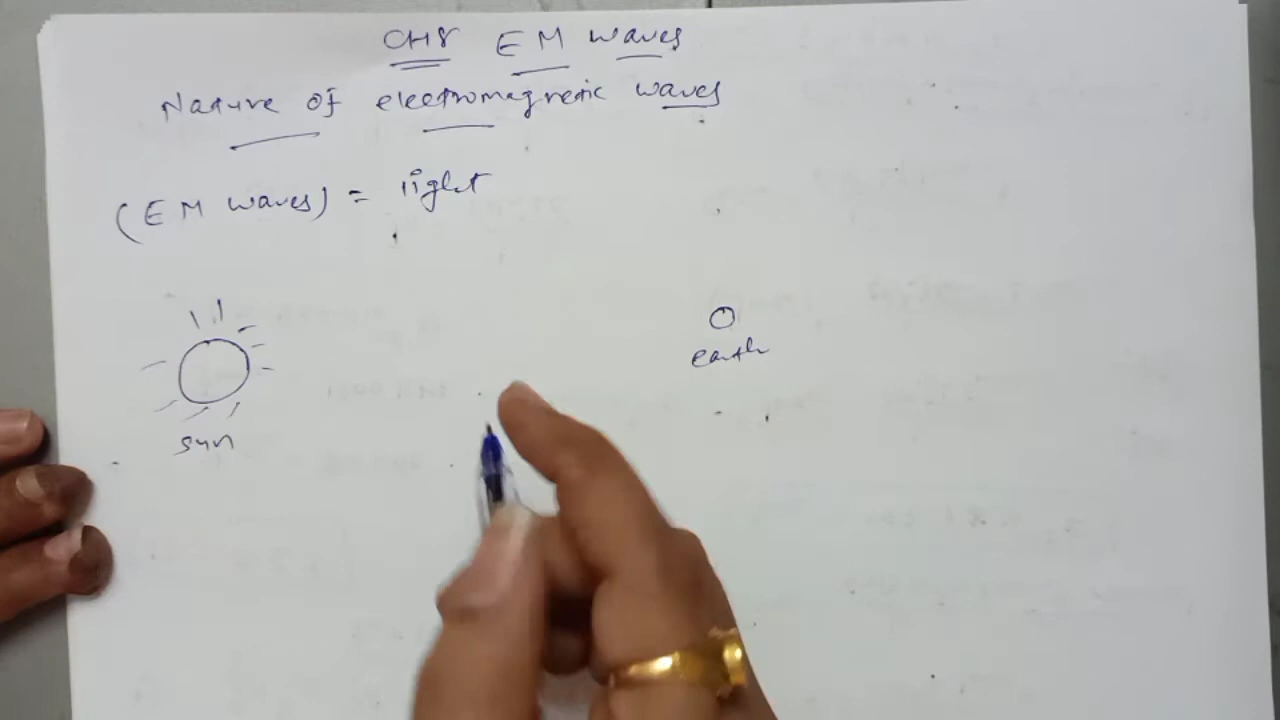 CH8 EM waves
Nature of electromagnetic waves
(EM waves) = light
earth
sun